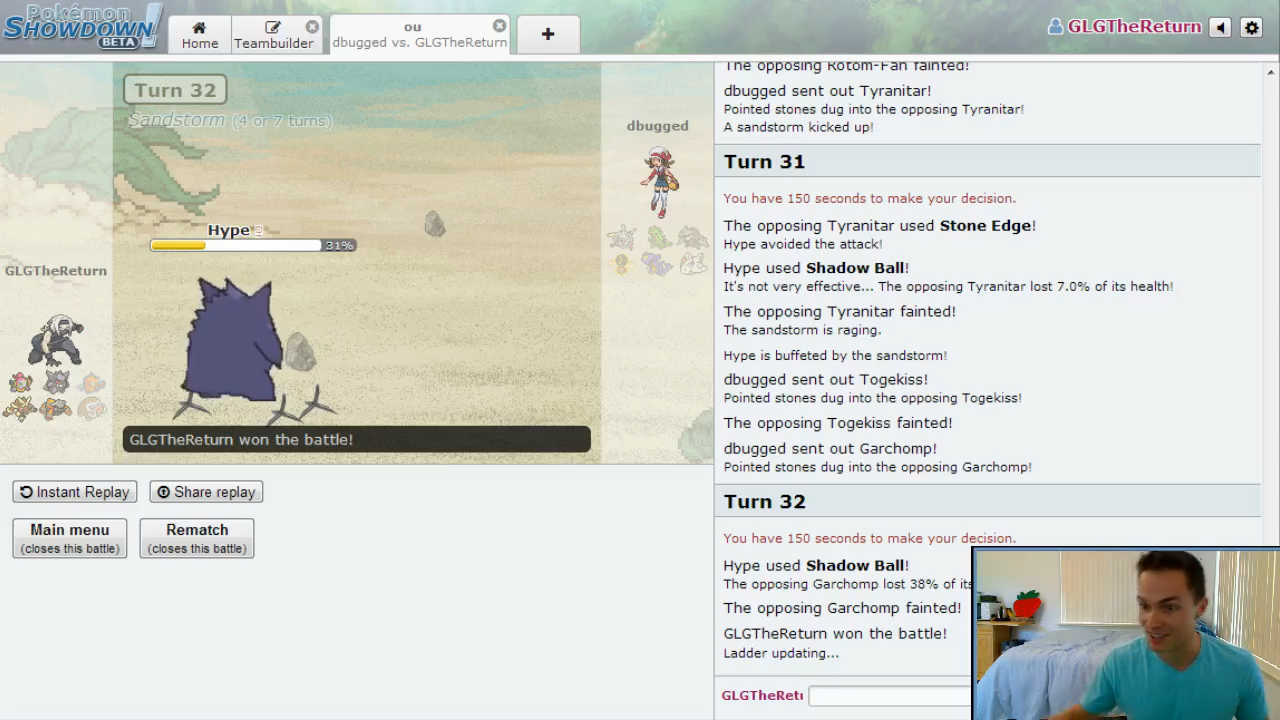 Pokémon
SHOWDOWN!
BETA
Home
Teambuilder
ou
dbugged vs. GLGTheReturn
+
GLGTheReturn
Turn 32
Sandstorm (4 or 7 turns)
dbugged
Hype
31%
GLGTheReturn
GLGTheReturn won the battle!
Instant Replay
Share replay
Main menu
(closes this battle)
Rematch
(closes this battle)
The opposing Rotom-Fan fainted!
dbugged sent out Tyranitar!
Pointed stones dug into the opposing Tyranitar!
A sandstorm kicked up!
Turn 31
You have 150 seconds to make your decision.
The opposing Tyranitar used Stone Edge!
Hype avoided the attack!
Hype used Shadow Ball!
It's not very effective... The opposing Tyranitar lost 7.0% of its health!
The opposing Tyranitar fainted!
The sandstorm is raging.
Hype is buffeted by the sandstorm!
dbugged sent out Togekiss!
Pointed stones dug into the opposing Togekiss!
The opposing Togekiss fainted!
dbugged sent out Garchomp!
Pointed stones dug into the opposing Garchomp!
Turn 32
You have 150 seconds to make your decision.
Hype used Shadow Ball!
The opposing Garchomp lost 38% of its
The opposing Garchomp fainted!
GLGTheReturn won the battle!
Ladder updating...
GLGTheRetu